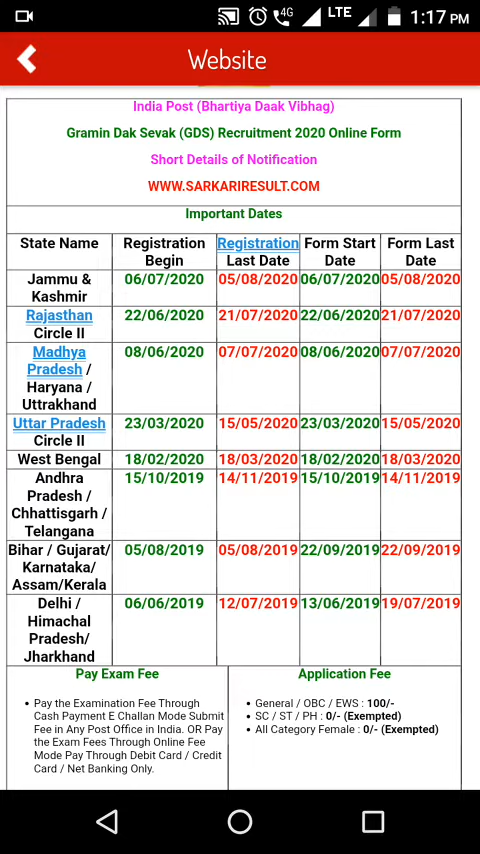 4G LTE 1:17 PM
Website
India Post (Bhartiya Daak Vibhag)
Gramin Dak Sevak (GDS) Recruitment 2020 Online Form
Short Details of Notification
WWW.SARKARIRESULT.COM
Important Dates
State Name Registration Begin Registration Last Date Form Start Date Form Last Date
Jammu & Kashmir 06/07/2020 05/08/2020 06/07/2020 05/08/2020
Rajasthan Circle II 22/06/2020 21/07/2020 22/06/2020 21/07/2020
Madhya Pradesh / Haryana / Uttrakhand 08/06/2020 07/07/2020 08/06/2020 07/07/2020
Uttar Pradesh Circle II 23/03/2020 15/05/2020 23/03/2020 15/05/2020
West Bengal 18/02/2020 18/03/2020 18/02/2020 18/03/2020
Andhra Pradesh / Chhattisgarh / Telangana 15/10/2019 14/11/2019 15/10/2019 14/11/2019
Bihar / Gujarat/ Karnataka/ Assam/Kerala 05/08/2019 05/08/2019 22/09/2019 22/09/2019
Delhi / Himachal Pradesh/ Jharkhand 06/06/2019 12/07/2019 13/06/2019 19/07/2019
Pay Exam Fee
Pay the Examination Fee Through
Cash Payment E Challan Mode Submit
Fee in Any Post Office in India. OR Pay
the Exam Fees Through Online Fee
Mode Pay Through Debit Card / Credit
Card / Net Banking Only.
Application Fee
General / OBC / EWS : 100/-
SC / ST / PH : 0/- (Exempted)
All Category Female : 0/- (Exempted)